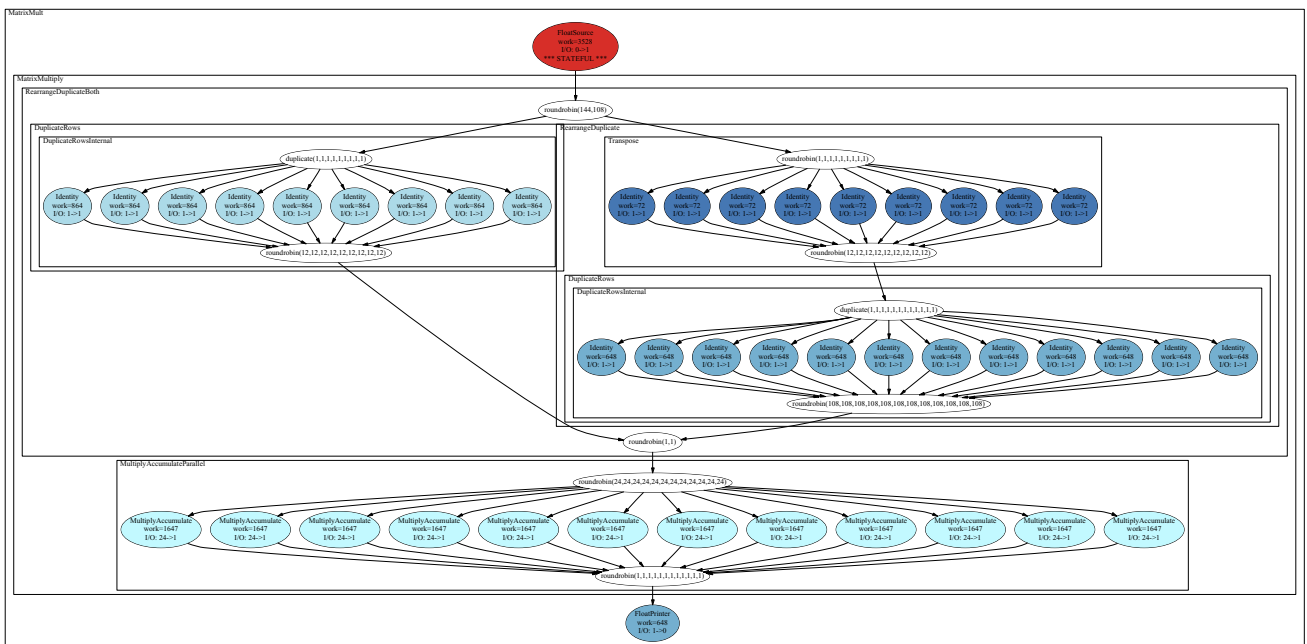 MatrixMult
FloatSource
work=3528
I/O: 0->1
*** STATEFUL ***
MatrixMultiply
RearrangeDuplicateBoth
roundrobin(144,108)
DuplicateRows
DuplicateRowsInternal
duplicate(1,1,1,1,1,1,1,1,1)
Identity Identity Identity Identity Identity Identity Identity Identity Identity
work=864 work=864 work=864 work=864 work=864 work=864 work=864 work=864 work=864
I/O: 1->1 I/O: 1->1 I/O: 1->1 I/O: 1->1 I/O: 1->1 I/O: 1->1 I/O: 1->1 I/O: 1->1 I/O: 1->1
roundrobin(12,12,12,12,12,12,12,12,12)
RearrangeDuplicate
Transpose
roundrobin(1,1,1,1,1,1,1,1,1)
Identity Identity Identity Identity Identity Identity Identity Identity Identity
work=72 work=72 work=72 work=72 work=72 work=72 work=72 work=72 work=72
I/O: 1->1 I/O: 1->1 I/O: 1->1 I/O: 1->1 I/O: 1->1 I/O: 1->1 I/O: 1->1 I/O: 1->1 I/O: 1->1
roundrobin(12,12,12,12,12,12,12,12,12)
DuplicateRows
DuplicateRowsInternal
duplicate(1,1,1,1,1,1,1,1,1,1,1,1)
Identity Identity Identity Identity Identity Identity Identity Identity Identity Identity Identity Identity
work=648 work=648 work=648 work=648 work=648 work=648 work=648 work=648 work=648 work=648 work=648 work=648
I/O: 1->1 I/O: 1->1 I/O: 1->1 I/O: 1->1 I/O: 1->1 I/O: 1->1 I/O: 1->1 I/O: 1->1 I/O: 1->1 I/O: 1->1 I/O: 1->1 I/O: 1->1
roundrobin(108,108,108,108,108,108,108,108,108,108,108,108)
roundrobin(1,1)
MultiplyAccumulateParallel
roundrobin(24,24,24,24,24,24,24,24,24,24,24,24)
MultiplyAccumulate MultiplyAccumulate MultiplyAccumulate MultiplyAccumulate MultiplyAccumulate MultiplyAccumulate MultiplyAccumulate MultiplyAccumulate MultiplyAccumulate MultiplyAccumulate MultiplyAccumulate MultiplyAccumulate
work=1647 work=1647 work=1647 work=1647 work=1647 work=1647 work=1647 work=1647 work=1647 work=1647 work=1647 work=1647
I/O: 24->1 I/O: 24->1 I/O: 24->1 I/O: 24->1 I/O: 24->1 I/O: 24->1 I/O: 24->1 I/O: 24->1 I/O: 24->1 I/O: 24->1 I/O: 24->1 I/O: 24->1
roundrobin(1,1,1,1,1,1,1,1,1,1,1,1)
FloatPrinter
work=648
I/O: 1->0